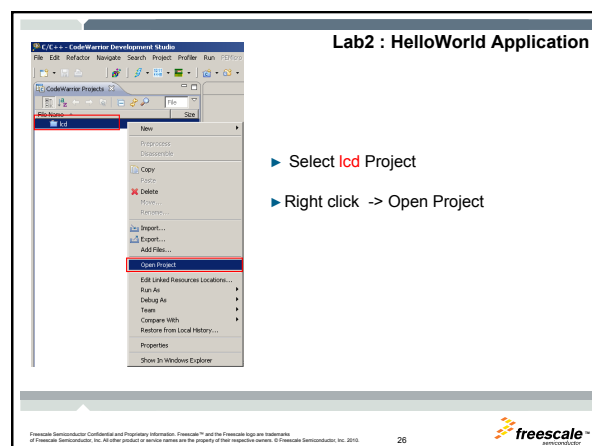 Lab2 : HelloWorld Application
C/C++ - CodeWarrior Development Studio
File Edit Refactor Navigate Search Project Profiler Run PEMicro
CodeWarrior Projects
File
File Name Size
lcd
New
Preprocess
Disassemble
Copy
Paste
Delete
Move...
Rename...
Import...
Export...
Add Files...
Open Project
Edit Linked Resources Locations...
Run As
Debug As
Team
Compare With
Restore from Local History...
Properties
Show In Windows Explorer
► Select lcd Project
► Right click -> Open Project
Freescale Semiconductor Confidential and Proprietary Information. Freescale™ and the Freescale logo are trademarks
of Freescale Semiconductor, Inc. All other product or service names are the property of their respective owners. © Freescale Semiconductor, Inc. 2010.
26
freescale™
semiconductor